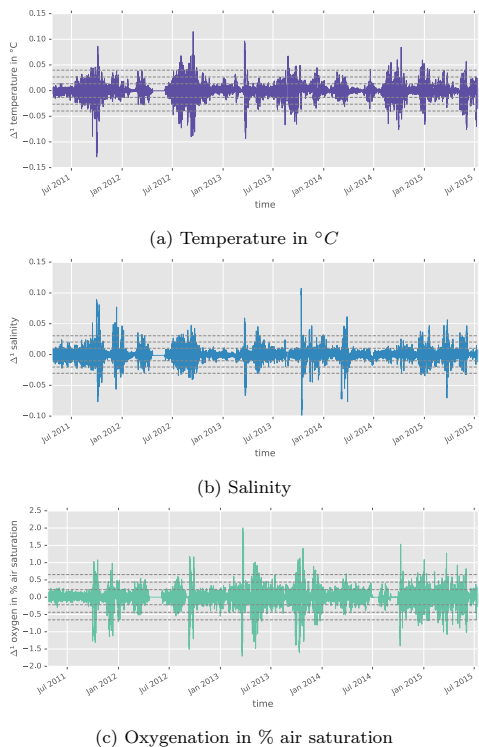 0.15
0.10
0.05
0.00
−0.05
−0.10
−0.15
Δ¹ temperature in °C
Jul 2011
Jan 2012
Jul 2012
Jan 2013
Jul 2013
Jan 2014
Jul 2014
Jan 2015
Jul 2015
time
(a) Temperature in °C
0.15
0.10
0.05
0.00
−0.05
−0.10
Δ¹ salinity
Jul 2011
Jan 2012
Jul 2012
Jan 2013
Jul 2013
Jan 2014
Jul 2014
Jan 2015
Jul 2015
time
(b) Salinity
2.5
2.0
1.5
1.0
0.5
0.0
−0.5
−1.0
−1.5
−2.0
Δ¹ oxygen in % air saturation
Jul 2011
Jan 2012
Jul 2012
Jan 2013
Jul 2013
Jan 2014
Jul 2014
Jan 2015
Jul 2015
time
(c) Oxygenation in % air saturation